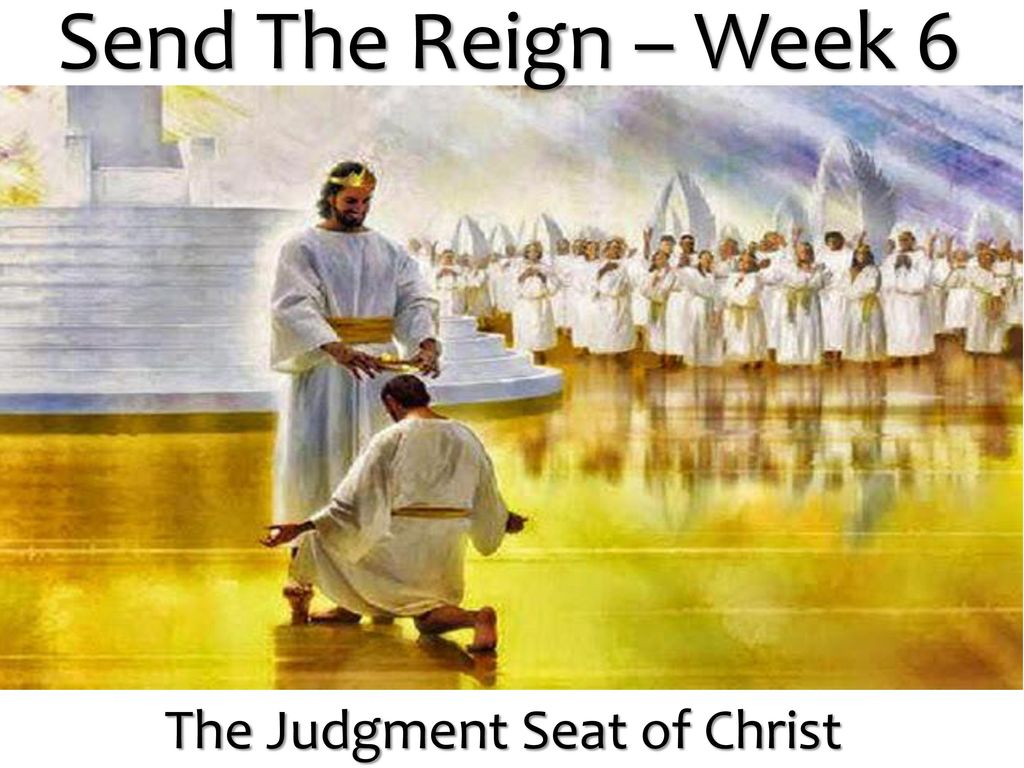 Send The Reign – Week 6
The Judgment Seat of Christ